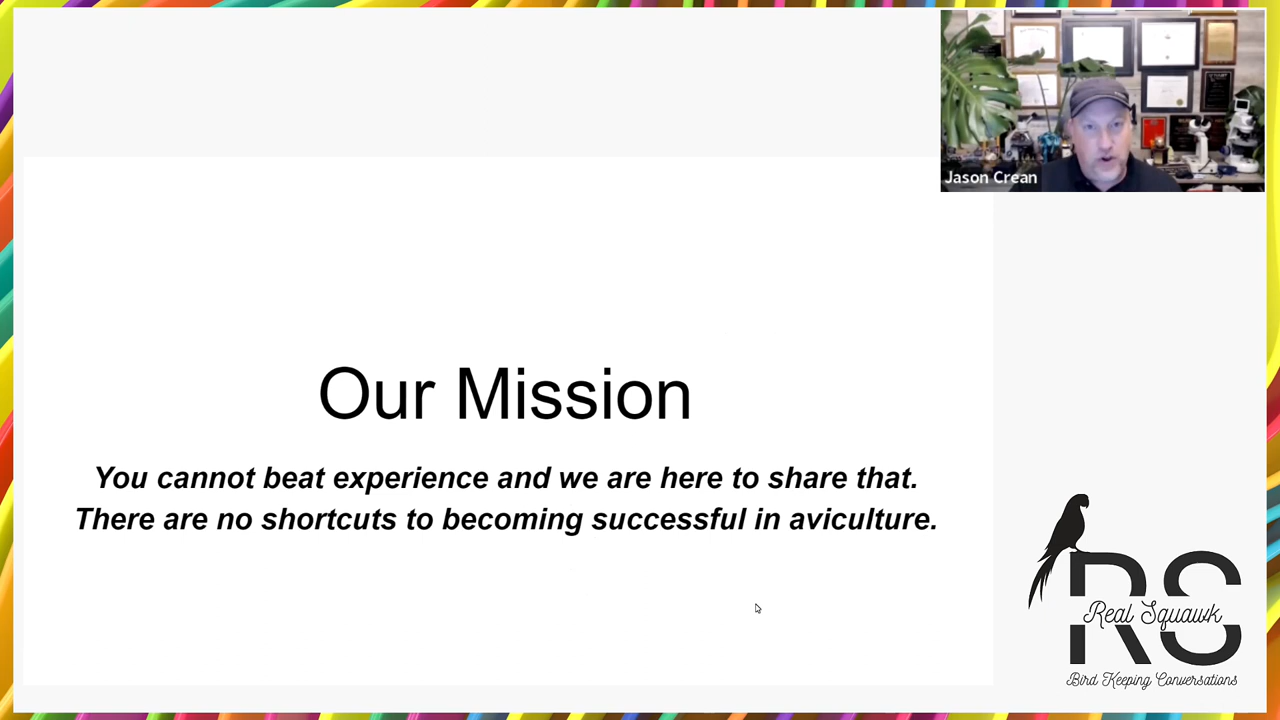 Jason Crean
Our Mission
You cannot beat experience and we are here to share that.
There are no shortcuts to becoming successful in aviculture.
RS
Real Squawk
Bird Keeping Conversations